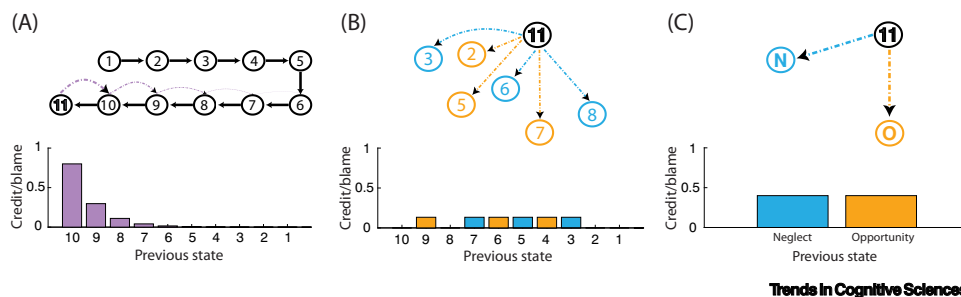 (A)
1 2 3 4 5
11 10 9 8 7 6
Credit/blame
1
0.5
0
10 9 8 7 6 5 4 3 2 1
Previous state
(B)
11
3 2
6
5
8
7
Credit/blame
1
0.5
0
10 9 8 7 6 5 4 3 2 1
Previous state
(C)
11
N
O
Credit/blame
1
0.5
0
Neglect Opportunity
Previous state
Trends in Cognitive Sciences